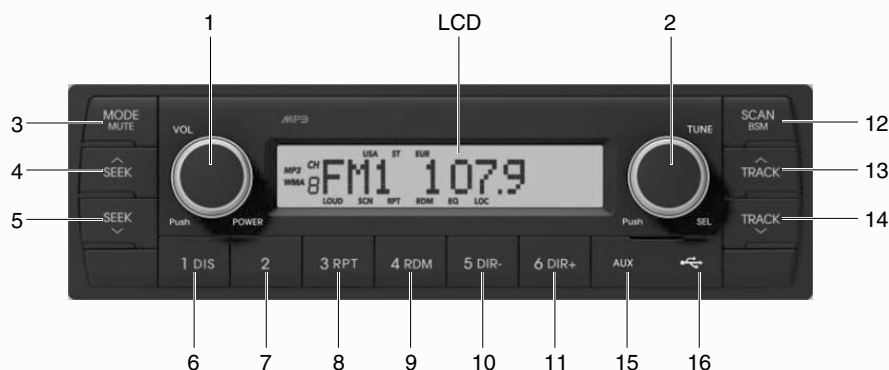 1 LCD 2
MODE
MUTE
VOL
MP3
TUNE
SCAN
BSM
3
12
USA ST EUR
4
SEEK
MP3 CH
FM1 107.9
WMA 8
TRACK
13
LOUD SCN RPT RDM EQ LOC
5
SEEK
Push POWER
Push SEL
TRACK
14
1 DIS 2 3 RPT 4 RDM 5 DIR- 6 DIR+ AUX
6 7 8 9 10 11 15 16